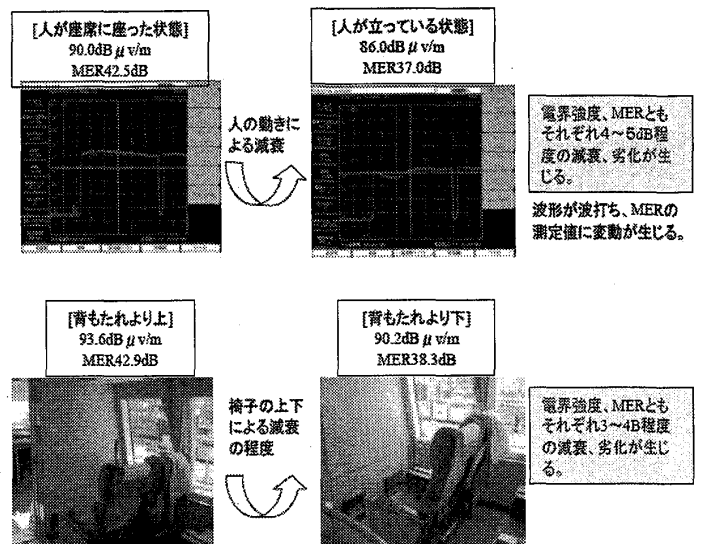 [人が座席に座った状態]
90.0dB μ v/m
MER42.5dB
[人が立っている状態]
86.0dB μ v/m
MER37.0dB
人の動きに
よる減衰
電界強度、MERとも
それぞれ4～5dB程
度の減衰、劣化が生
じる。
波形が波打ち、MERの
測定値に変動が生じる。
[背もたれより上]
93.6dB μ v/m
MER42.9dB
[背もたれより下]
90.2dB μ v/m
MER38.3dB
椅子の上下
による減衰
の程度
電界強度、MERとも
それぞれ3～4B程度
の減衰、劣化が生じ
る。